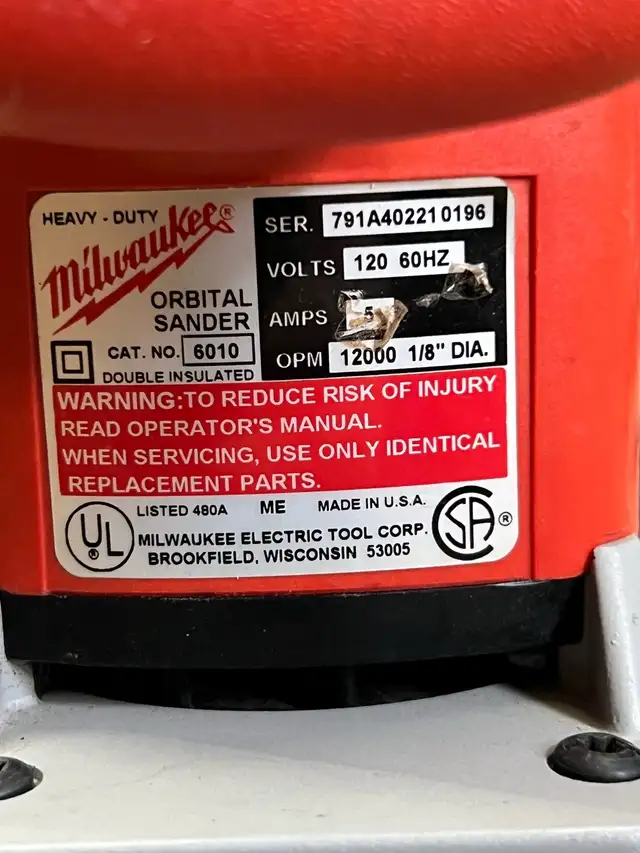 HEAVY - DUTY
Milwaukee®
ORBITAL
SANDER
CAT. NO. 6010
DOUBLE INSULATED
SER. 791A402210196
VOLTS 120 60HZ
AMPS 5
OPM 12000 1/8" DIA.
WARNING:TO REDUCE RISK OF INJURY
READ OPERATOR'S MANUAL.
WHEN SERVICING, USE ONLY IDENTICAL
REPLACEMENT PARTS.
LISTED 480A ME MADE IN U.S.A.
UL®
MILWAUKEE ELECTRIC TOOL CORP.
BROOKFIELD, WISCONSIN 53005
SA®